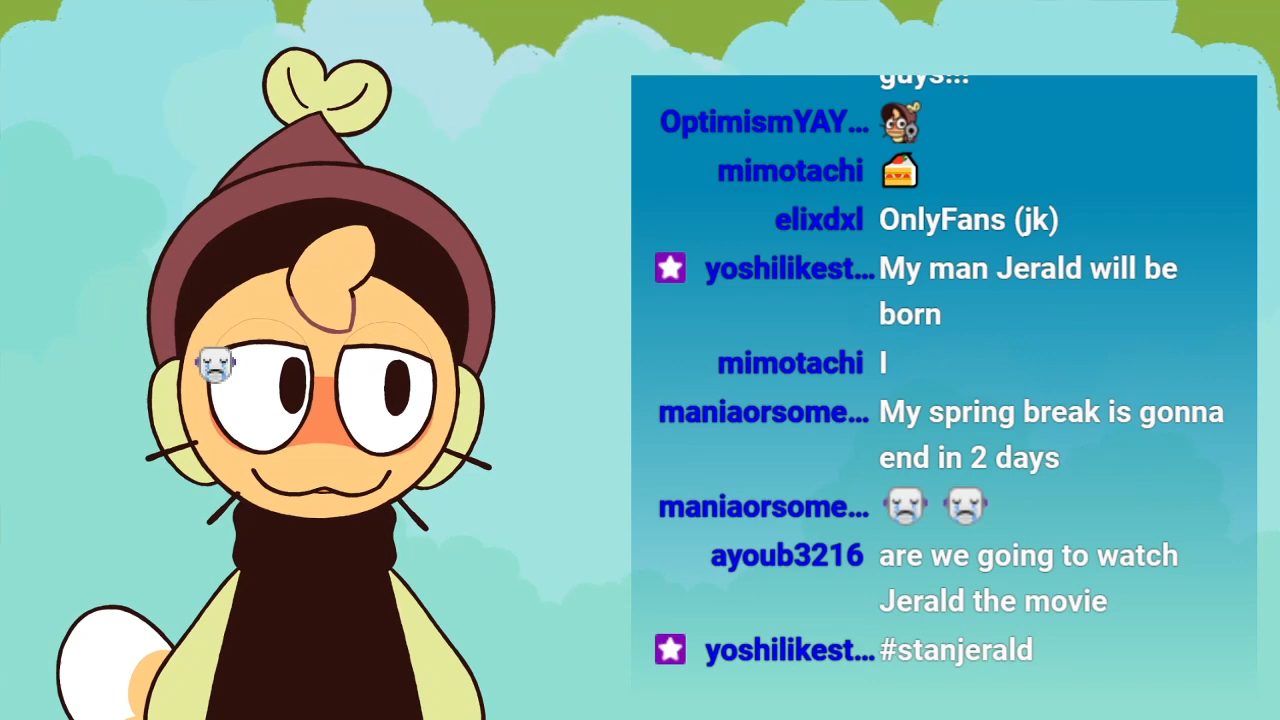 guys!!!
OptimismYAY...
mimotachi
elixdxl OnlyFans (jk)
yoshilikest... My man Jerald will be
born
mimotachi I
maniaorsome... My spring break is gonna
end in 2 days
maniaorsome...
ayoub3216 are we going to watch
Jerald the movie
yoshilikest... #stanjerald